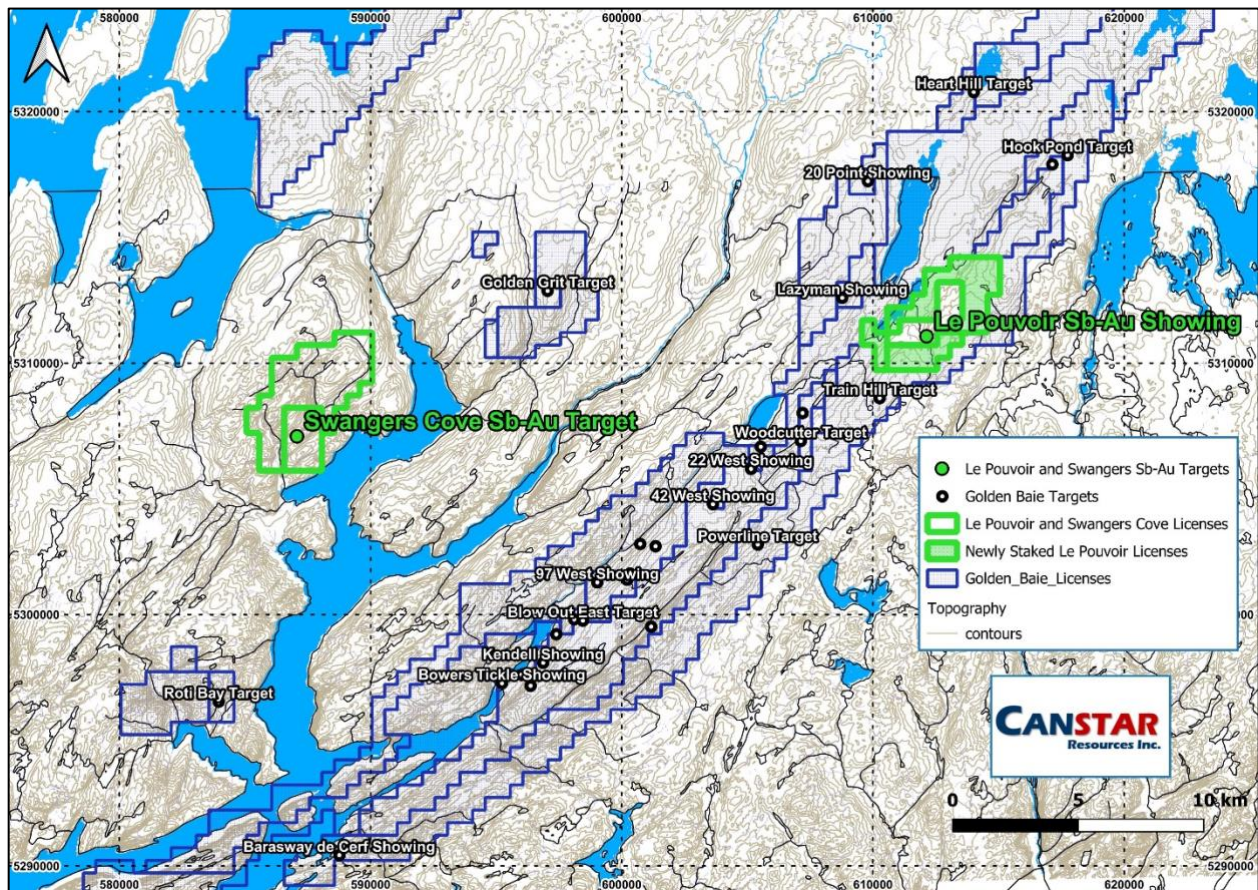 580000
590000
600000
610000
620000
Heart Hill Target
5320000
5320000
Hook Pond Target
20 Point Showing
Golden Grit Target
Lazyman Showing
Le Pouvoir Sb-Au Showing
5310000
5310000
Train Hill Target
Swangers Cove Sb-Au Target
Woodcutter Target
22 West Showing
42 West Showing
Powerline Target
97 West Showing
Blow Out East Target
5300000
5300000
Kendell Showing
Bowers Tickle Showing
Roti Bay Target
Barasway de Cerf Showing
5290000
5290000
580000
590000
600000
610000
620000
Le Pouvoir and Swangers Sb-Au Targets
Golden Baie Targets
Le Pouvoir and Swangers Cove Licenses
Newly Staked Le Pouvoir Licenses
Golden_Baie_Licenses
Topography
contours
CANSTAR
Resources Inc.
0 5 10 km